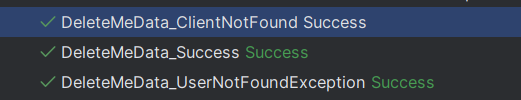 DeleteMeData_ClientNotFound Success
DeleteMeData_Success Success
DeleteMeData_UserNotFoundException Success